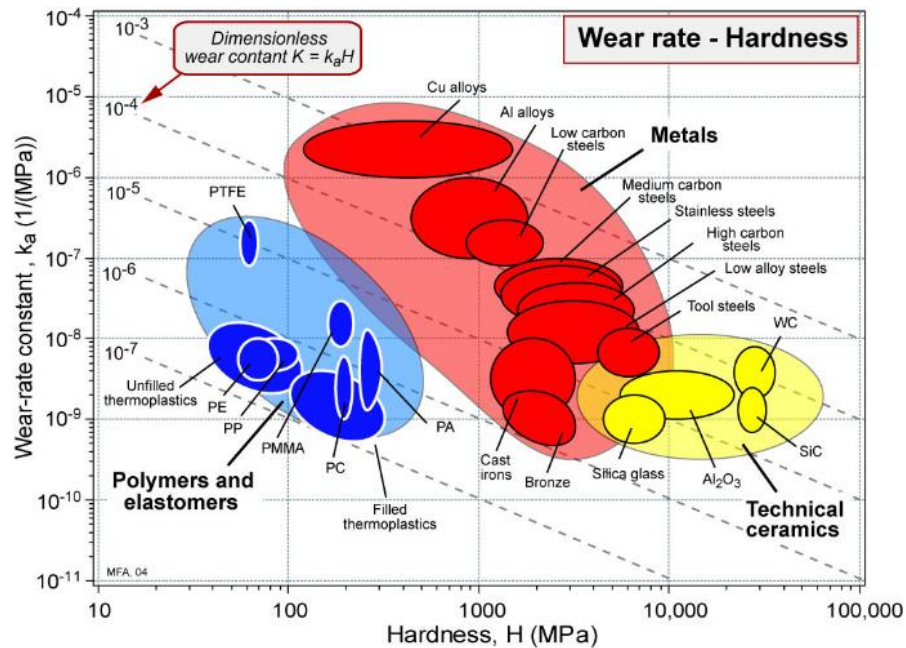 Wear rate - Hardness
Dimensionless
wear contant K = kₐH
Wear-rate constant , kₐ (1/(MPa))
10⁻⁴
10⁻⁵
10⁻⁶
10⁻⁷
10⁻⁸
10⁻⁹
10⁻¹⁰
10⁻¹¹
10⁻³
10⁻⁴
10⁻⁵
10⁻⁶
10⁻⁷
Cu alloys
Al alloys
Low carbon
steels
Metals
Medium carbon
steels
Stainless steels
High carbon
steels
Low alloy steels
Tool steels
WC
PTFE
Unfilled
thermoplastics
PE
PP
PMMA
PC
PA
Polymers and
elastomers
Filled
thermoplastics
Cast
irons
Bronze
Silica glass
Al₂O₃
SiC
Technical
ceramics
MFA, 04
10
100
1000
10,000
100,000
Hardness, H (MPa)